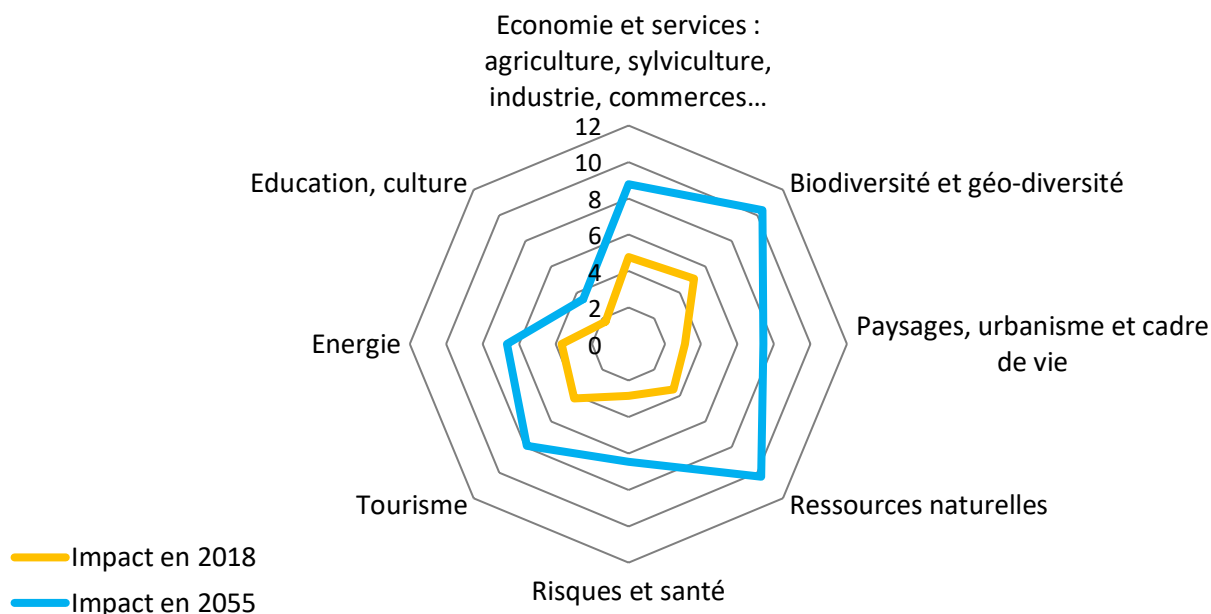 Economie et services :
agriculture, sylviculture,
industrie, commerces…
12
10
8
6
4
2
0
Biodiversité et géo-diversité
Paysages, urbanisme et cadre
de vie
Ressources naturelles
Risques et santé
Tourisme
Energie
Education, culture
Impact en 2018
Impact en 2055